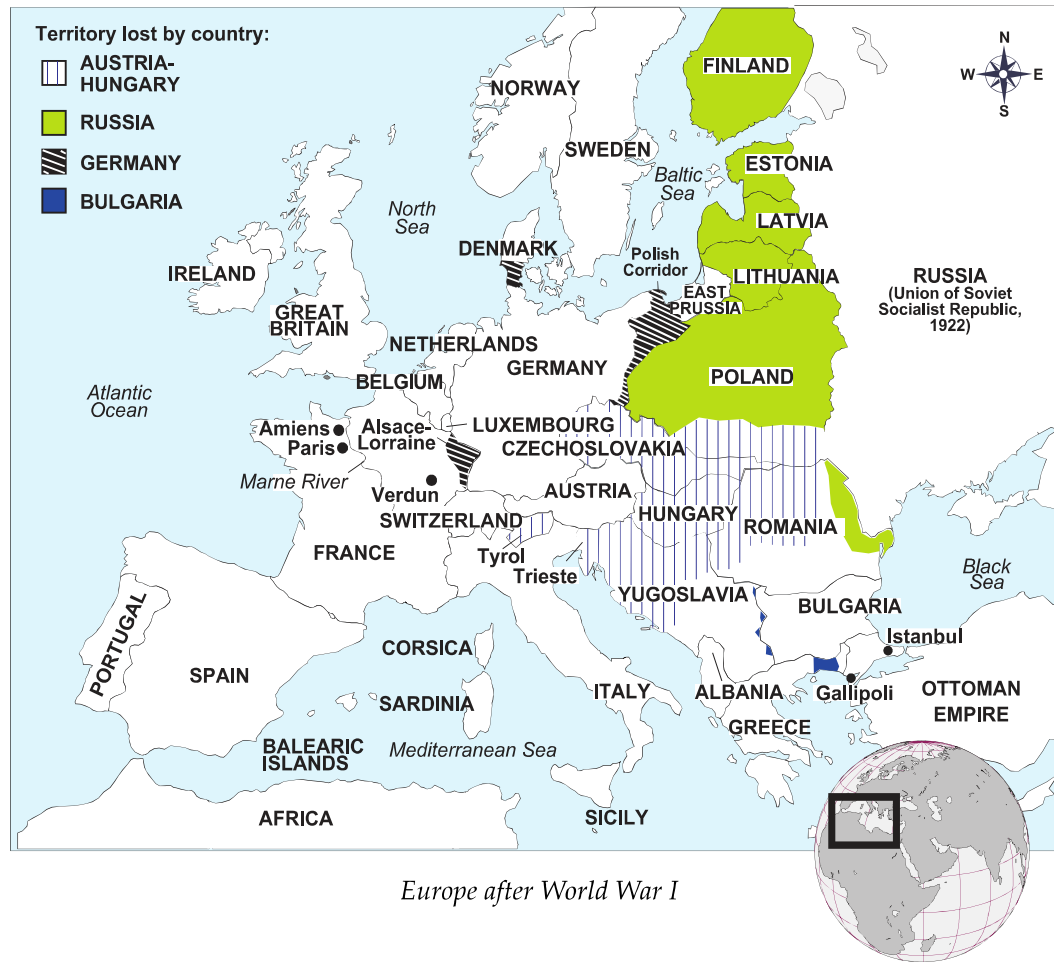 Territory lost by country:
AUSTRIA-
HUNGARY
RUSSIA
GERMANY
BULGARIA
N
W
E
S
FINLAND
NORWAY
SWEDEN
ESTONIA
Baltic
Sea
LATVIA
North
Sea
DENMARK
Polish
Corridor
LITHUANIA
IRELAND
EAST
PRUSSIA
RUSSIA
(Union of Soviet
Socialist Republic,
1922)
GREAT
BRITAIN
NETHERLANDS
GERMANY
POLAND
BELGIUM
Atlantic
Ocean
Amiens
Paris
Alsace-
Lorraine
LUXEMBOURG
CZECHOSLOVAKIA
Marne River
Verdun
AUSTRIA
HUNGARY
ROMANIA
SWITZERLAND
FRANCE
Tyrol
Trieste
Black
Sea
YUGOSLAVIA
BULGARIA
PORTUGAL
Istanbul
CORSICA
SPAIN
ITALY
ALBANIA
Gallipoli
OTTOMAN
EMPIRE
SARDINIA
GREECE
BALEARIC
ISLANDS
Mediterranean Sea
AFRICA
SICILY
Europe after World War I